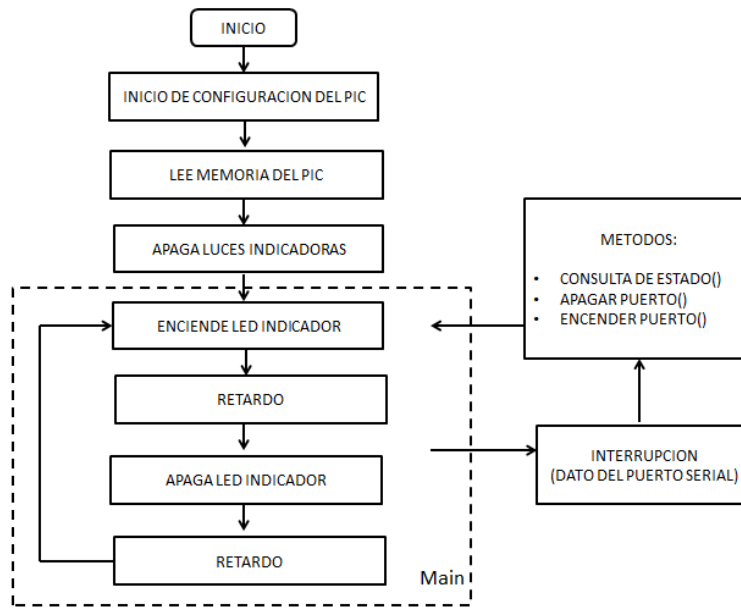 INICIO
INICIO DE CONFIGURACION DEL PIC
LEE MEMORIA DEL PIC
APAGA LUCES INDICADORAS
ENCIENDE LED INDICADOR
RETARDO
APAGA LED INDICADOR
RETARDO
Main
METODOS:
• CONSULTA DE ESTADO()
• APAGAR PUERTO()
• ENCENDER PUERTO()
INTERRUPCION
(DATO DEL PUERTO SERIAL)